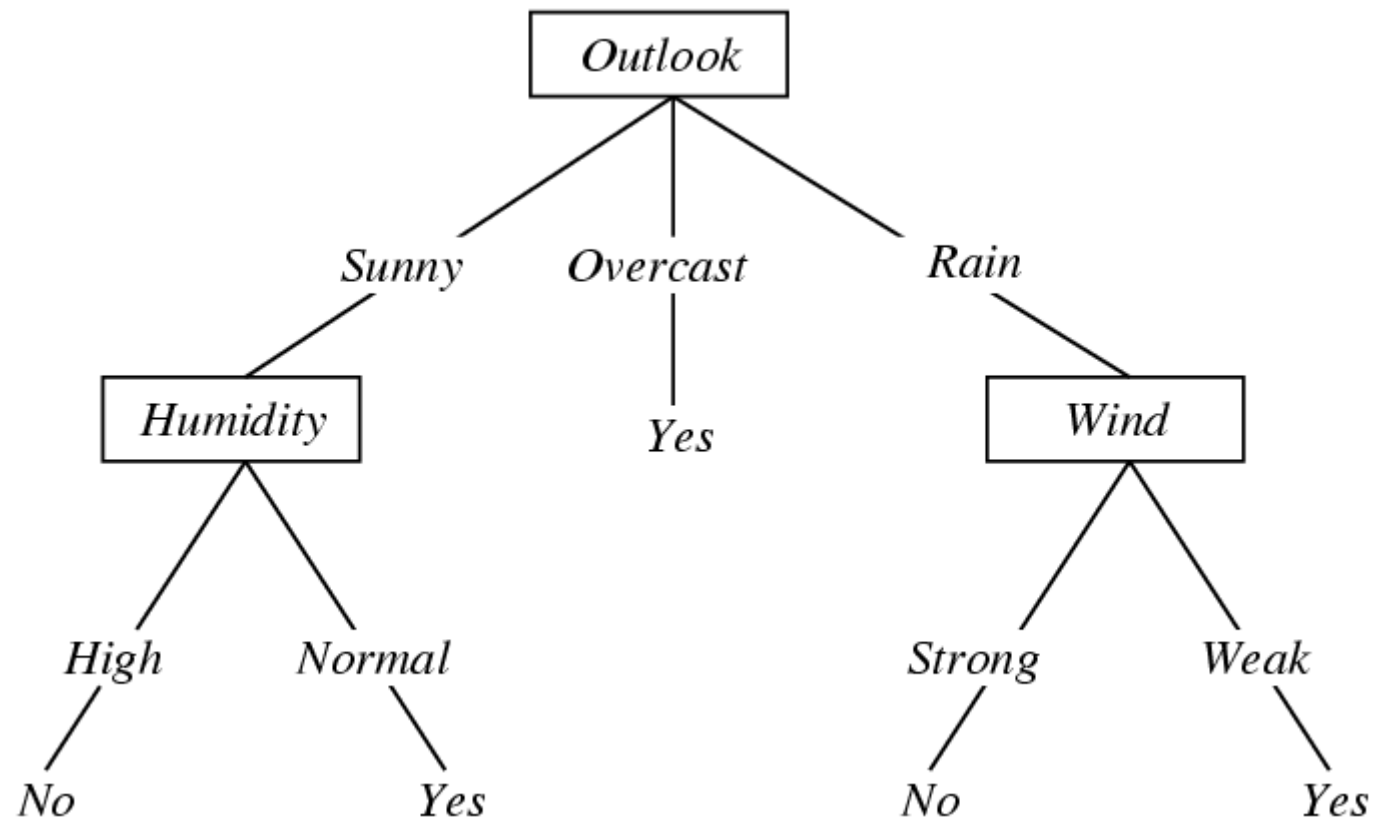 Outlook
Sunny Overcast Rain
Humidity Yes Wind
High Normal Strong Weak
No Yes No Yes